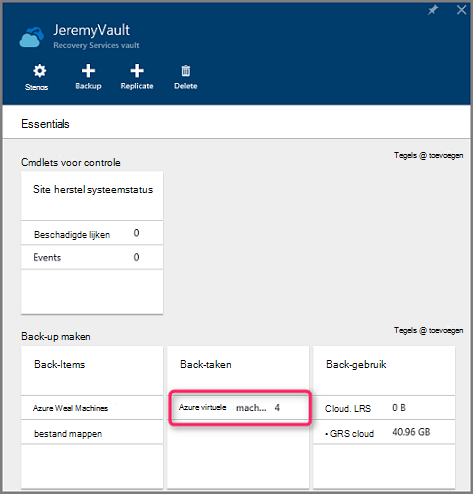 JeremyVault
Recovery Services vault
Stenos
Backup
Replicate
Delete
Essentials
Tegels @ toevoegen
Cmdlets voor controle
Site herstel systeemstatus
Beschadigde lijken 0
Events 0
Tegels @ toevoegen
Back-up maken
Back-Items
Azure Weal Machines
bestand mappen
Back-taken
Azure virtuele mach... 4
Back-gebruik
Cloud. LRS 0 B
• GRS cloud 40.96 GB